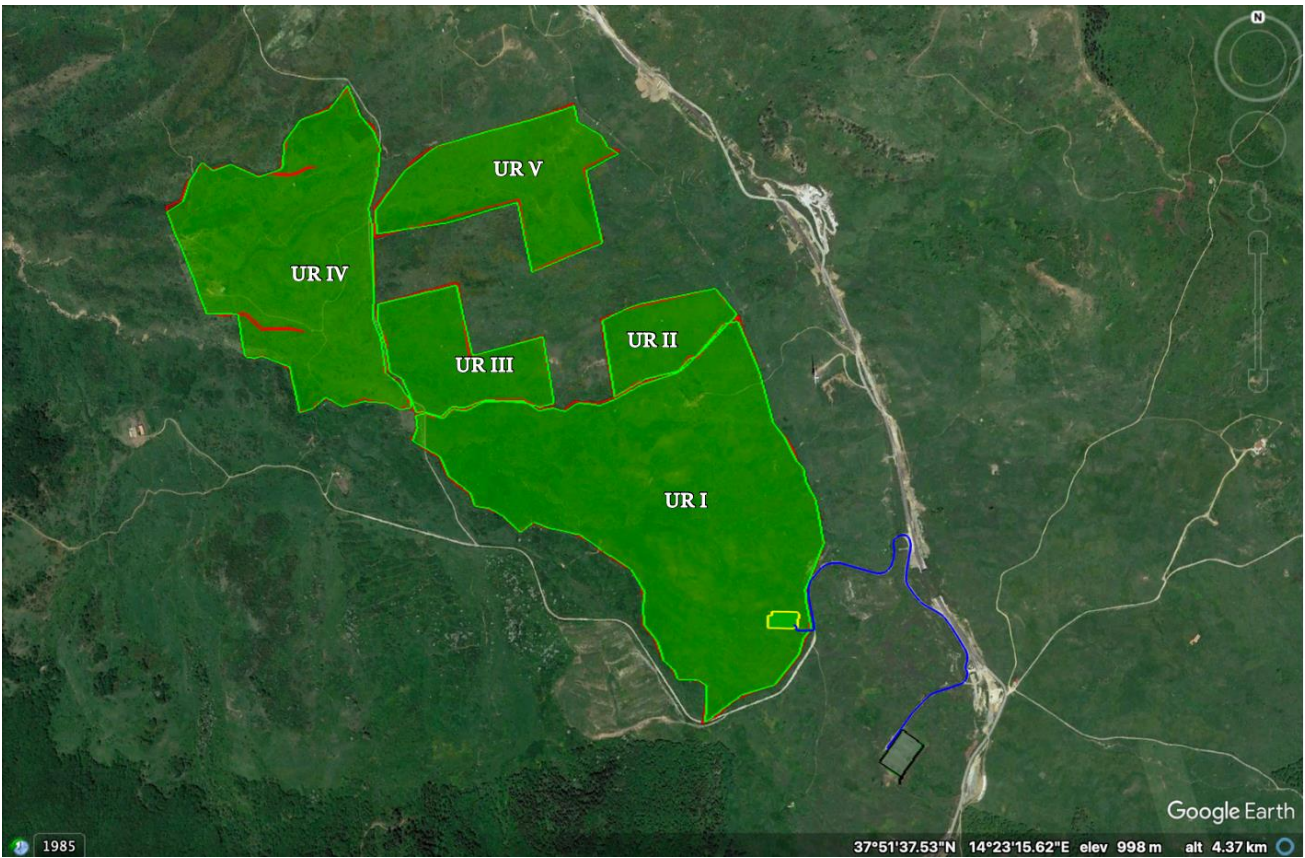 N
UR V
UR IV
UR II
UR III
UR I
Google Earth
1985
37°51'37.53"N 14°23'15.62"E elev 998 m alt 4.37 km